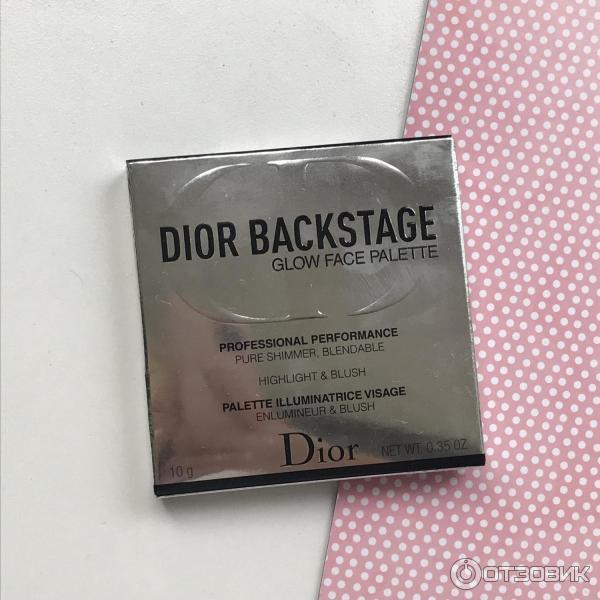 DIOR BACKSTAGE
GLOW FACE PALETTE
PROFESSIONAL PERFORMANCE
PURE SHIMMER, BLENDABLE
HIGHLIGHT & BLUSH
PALETTE ILLUMINATRICE VISAGE
ENLUMINEUR & BLUSH
10 g Dior NET WT. 0.35 OZ.
ОТЗОВИК